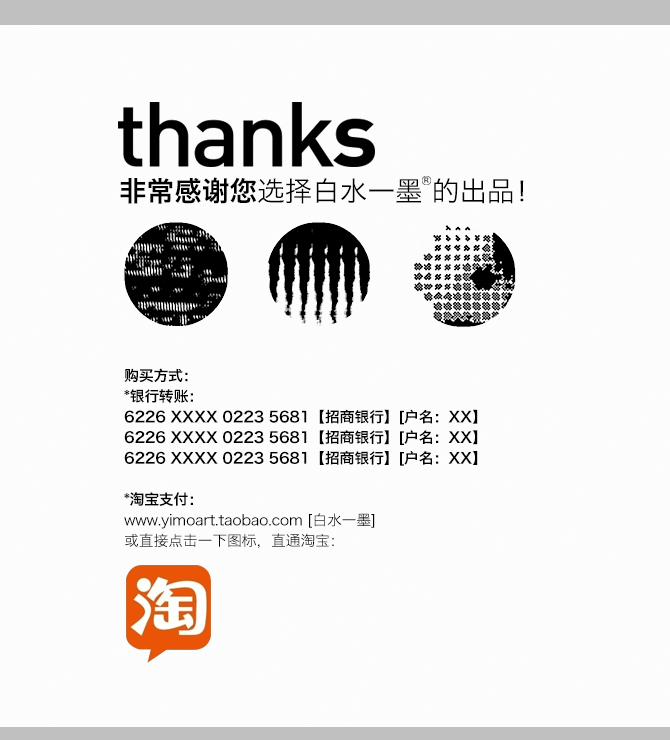 thanks
非常感谢您选择白水一墨®的出品！
购买方式：
*银行转账：
6226 XXXX 0223 5681【招商银行】[户名：XX】
6226 XXXX 0223 5681【招商银行】[户名：XX】
6226 XXXX 0223 5681【招商银行】[户名：XX】
*淘宝支付：
www.yimoart.taobao.com [白水一墨]
或直接点击一下图标，直通淘宝：
淘